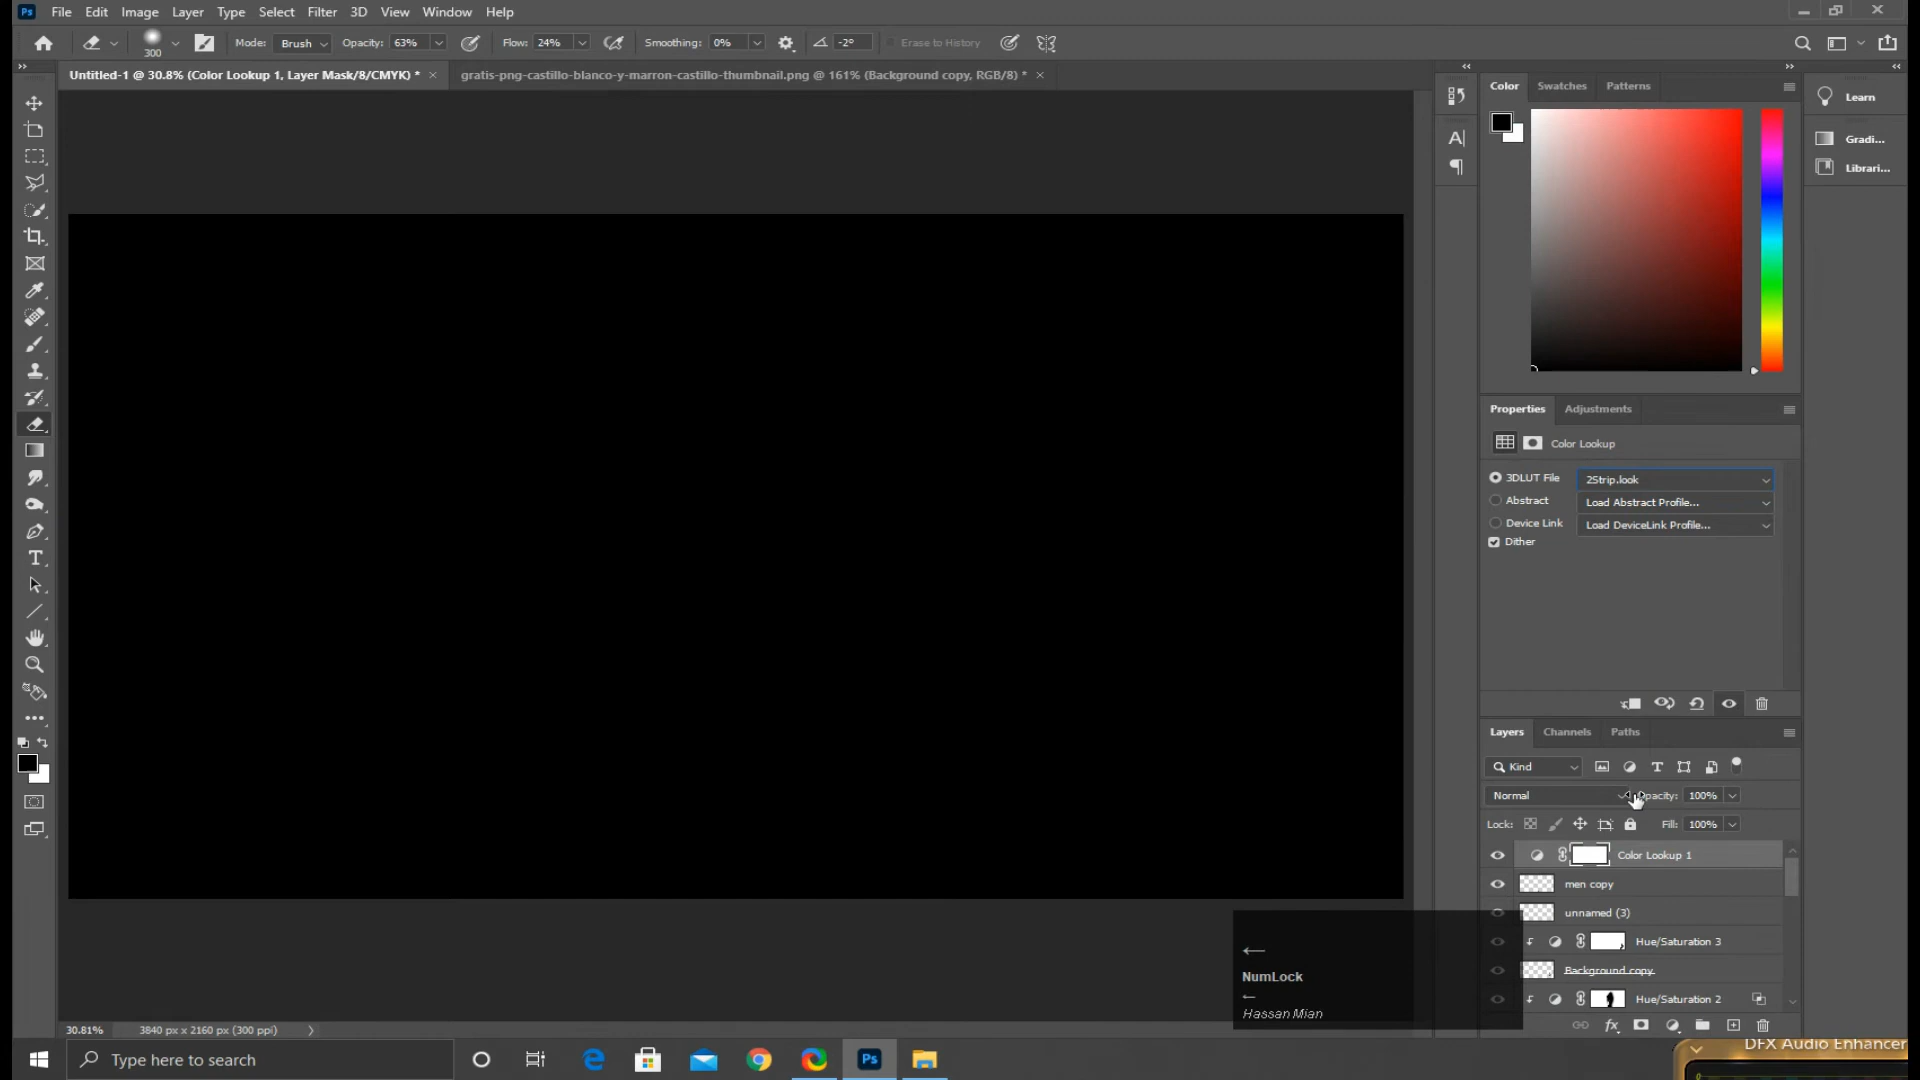 Ps File Edit Image Layer Type Select Filter 3D View Window Help
300 Mode: Brush Opacity: 63% Flow: 24% Smoothing: 0% -2° Erase to History
Untitled-1 @ 30.8% (Color Lookup 1, Layer Mask/8/CMYK) * × gratis-png-castillo-blanco-y-marron-castillo-thumbnail.png @ 161% (Background copy, RGB/8) * ×
Color Swatches Patterns
Learn
Gradi...
Librari...
Properties Adjustments
Color Lookup
3DLUT File 2Strip.look
Abstract Load Abstract Profile...
Device Link Load DeviceLink Profile...
Dither
Layers Channels Paths
Kind
Normal Opacity: 100%
Lock: Fill: 100%
Color Lookup 1
men copy
unnamed (3)
Hue/Saturation 3
Background copy
Hue/Saturation 2
←
NumLock
←
Hassan Mian
30.81% 3840 px x 2160 px (300 ppi)
Type here to search
Ps
DFX Audio Enhancer